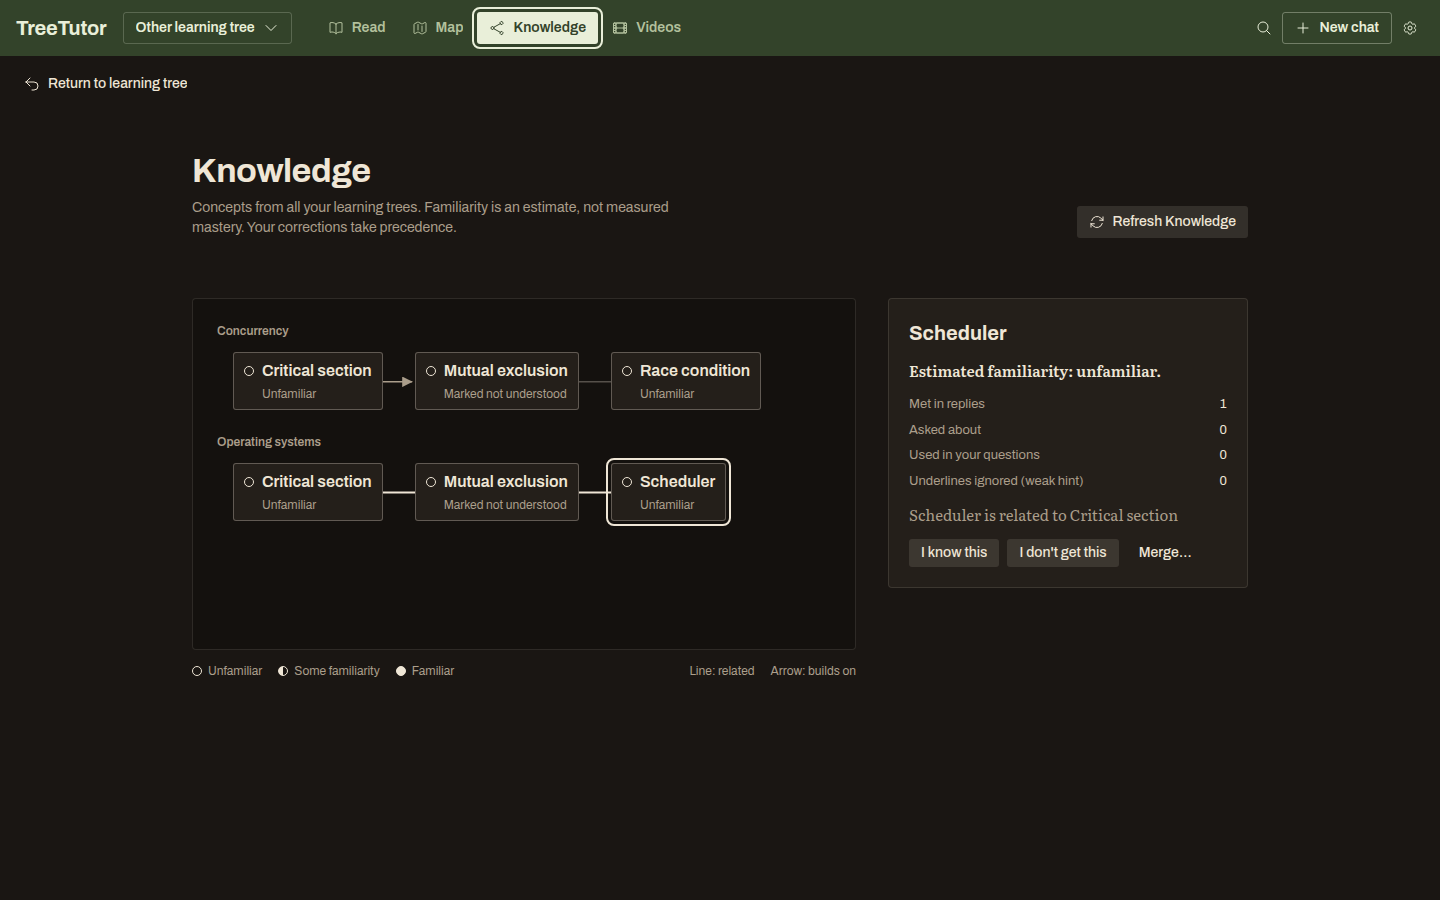 TreeTutor
Other learning tree
Read
Map
Knowledge
Videos
New chat
Return to learning tree
Knowledge
Concepts from all your learning trees. Familiarity is an estimate, not measured
mastery. Your corrections take precedence.
Refresh Knowledge
Concurrency
Critical section
Unfamiliar
Mutual exclusion
Marked not understood
Race condition
Unfamiliar
Operating systems
Critical section
Unfamiliar
Mutual exclusion
Marked not understood
Scheduler
Unfamiliar
Unfamiliar
Some familiarity
Familiar
Line: related
Arrow: builds on
Scheduler
Estimated familiarity: unfamiliar.
Met in replies 1
Asked about 0
Used in your questions 0
Underlines ignored (weak hint) 0
Scheduler is related to Critical section
I know this
I don't get this
Merge...